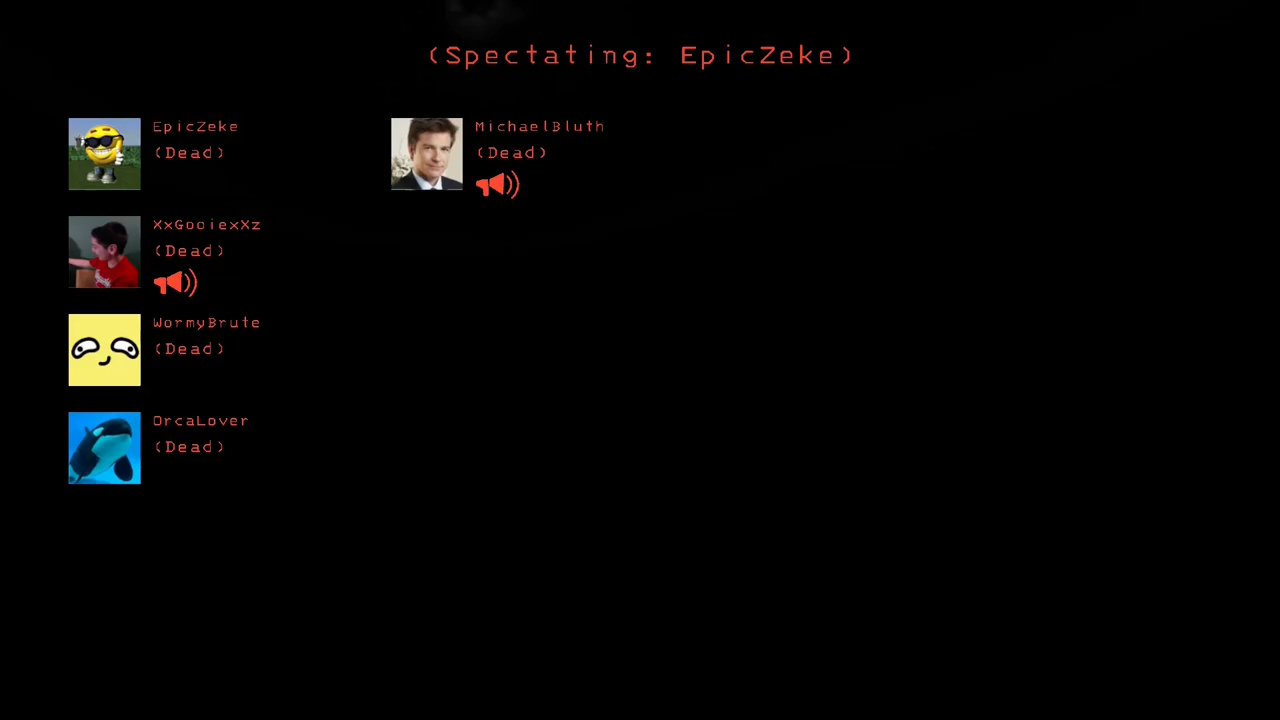 (Spectating: EpicZeke)
EpicZeke
(Dead)
MichaelBluth
(Dead)
XxGooiexXz
(Dead)
WormyBrute
(Dead)
OrcaLover
(Dead)